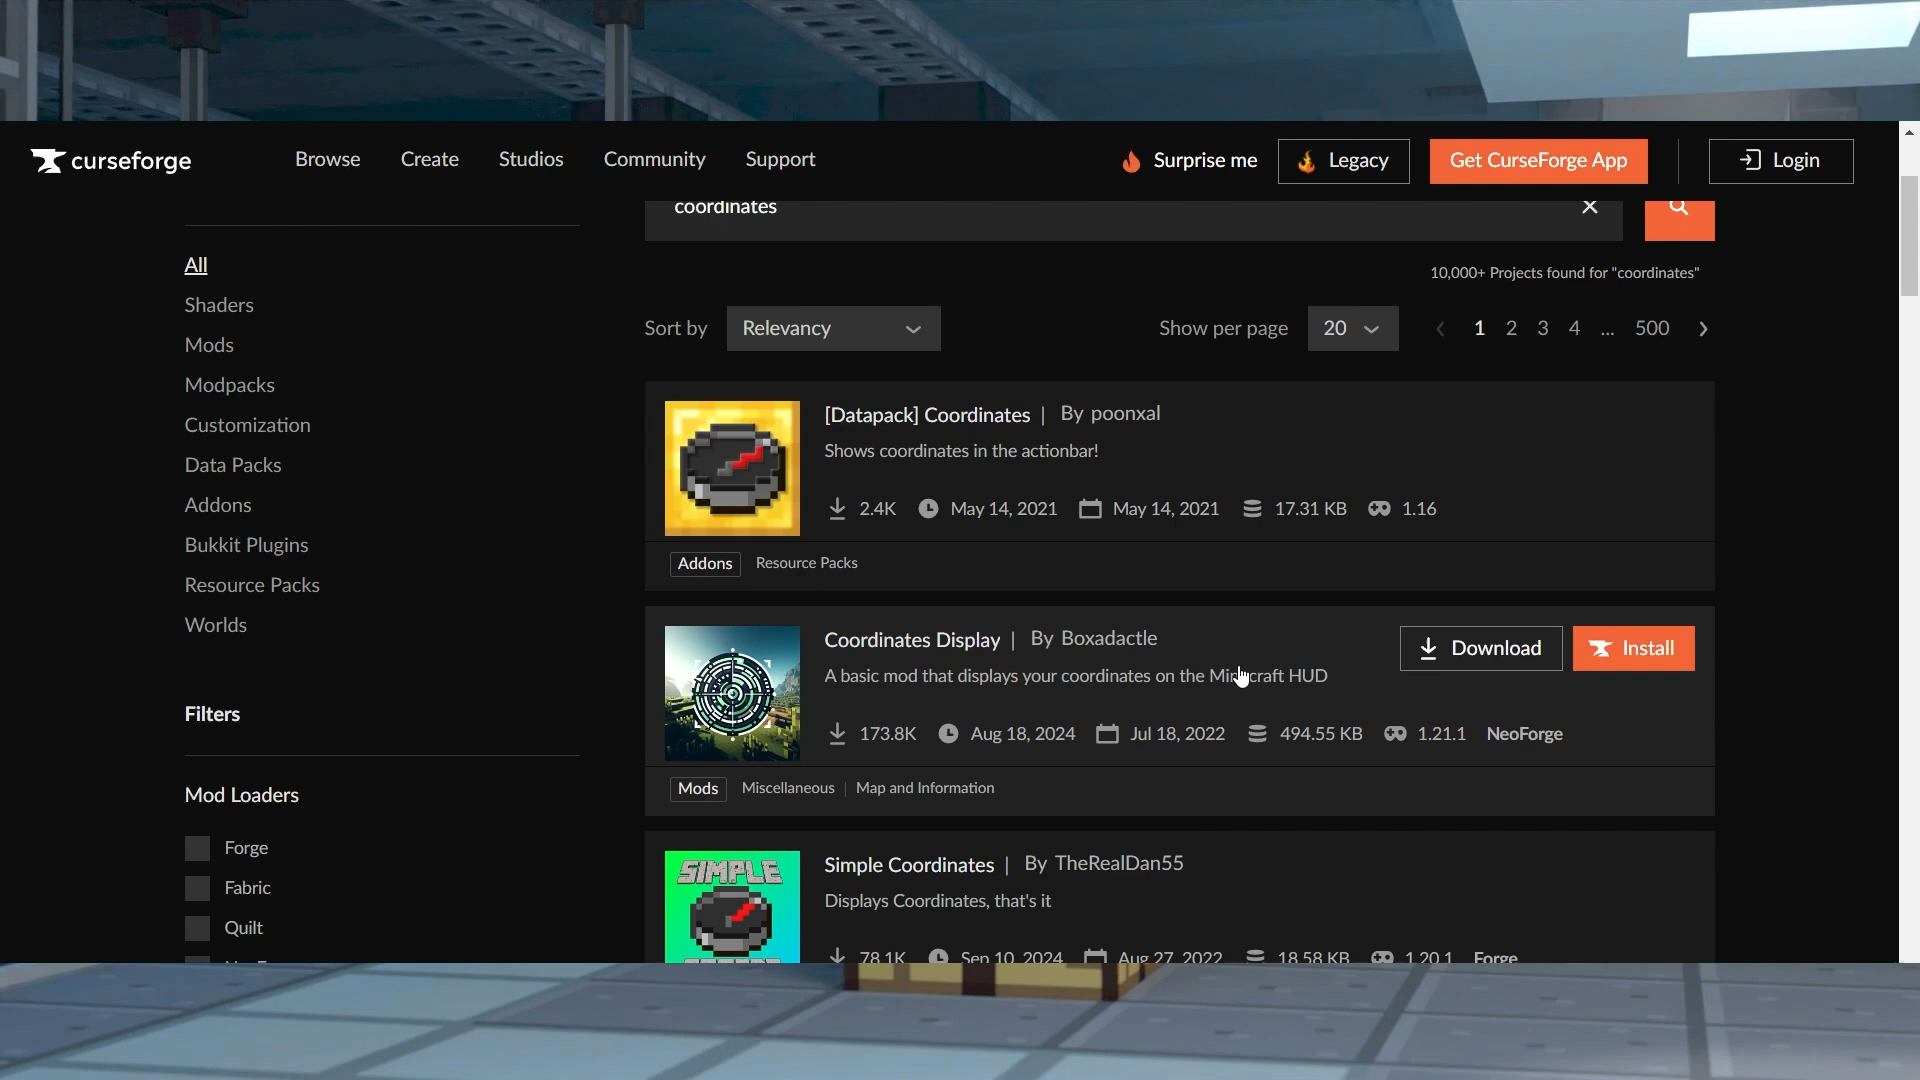 curseforge
Browse Create Studios Community Support
Surprise me Legacy Get CurseForge App Login
coordinates
10,000+ Projects found for "coordinates"
All
Shaders
Mods
Modpacks
Customization
Data Packs
Addons
Bukkit Plugins
Resource Packs
Worlds
Filters
Mod Loaders
Forge
Fabric
Quilt
Sort by Relevancy Show per page 20 1 2 3 4 ... 500
[Datapack] Coordinates | By poonxal
Shows coordinates in the actionbar!
2.4K May 14, 2021 May 14, 2021 17.31 KB 1.16
Addons Resource Packs
Coordinates Display | By Boxadactle Download Install
A basic mod that displays your coordinates on the Minecraft HUD
173.8K Aug 18, 2024 Jul 18, 2022 494.55 KB 1.21.1 NeoForge
Mods Miscellaneous | Map and Information
SIMPLE
Simple Coordinates | By TheRealDan55
Displays Coordinates, that's it
78.1K Sep 10, 2024 Aug 27, 2022 18.58 KB 1.20.1 Forge